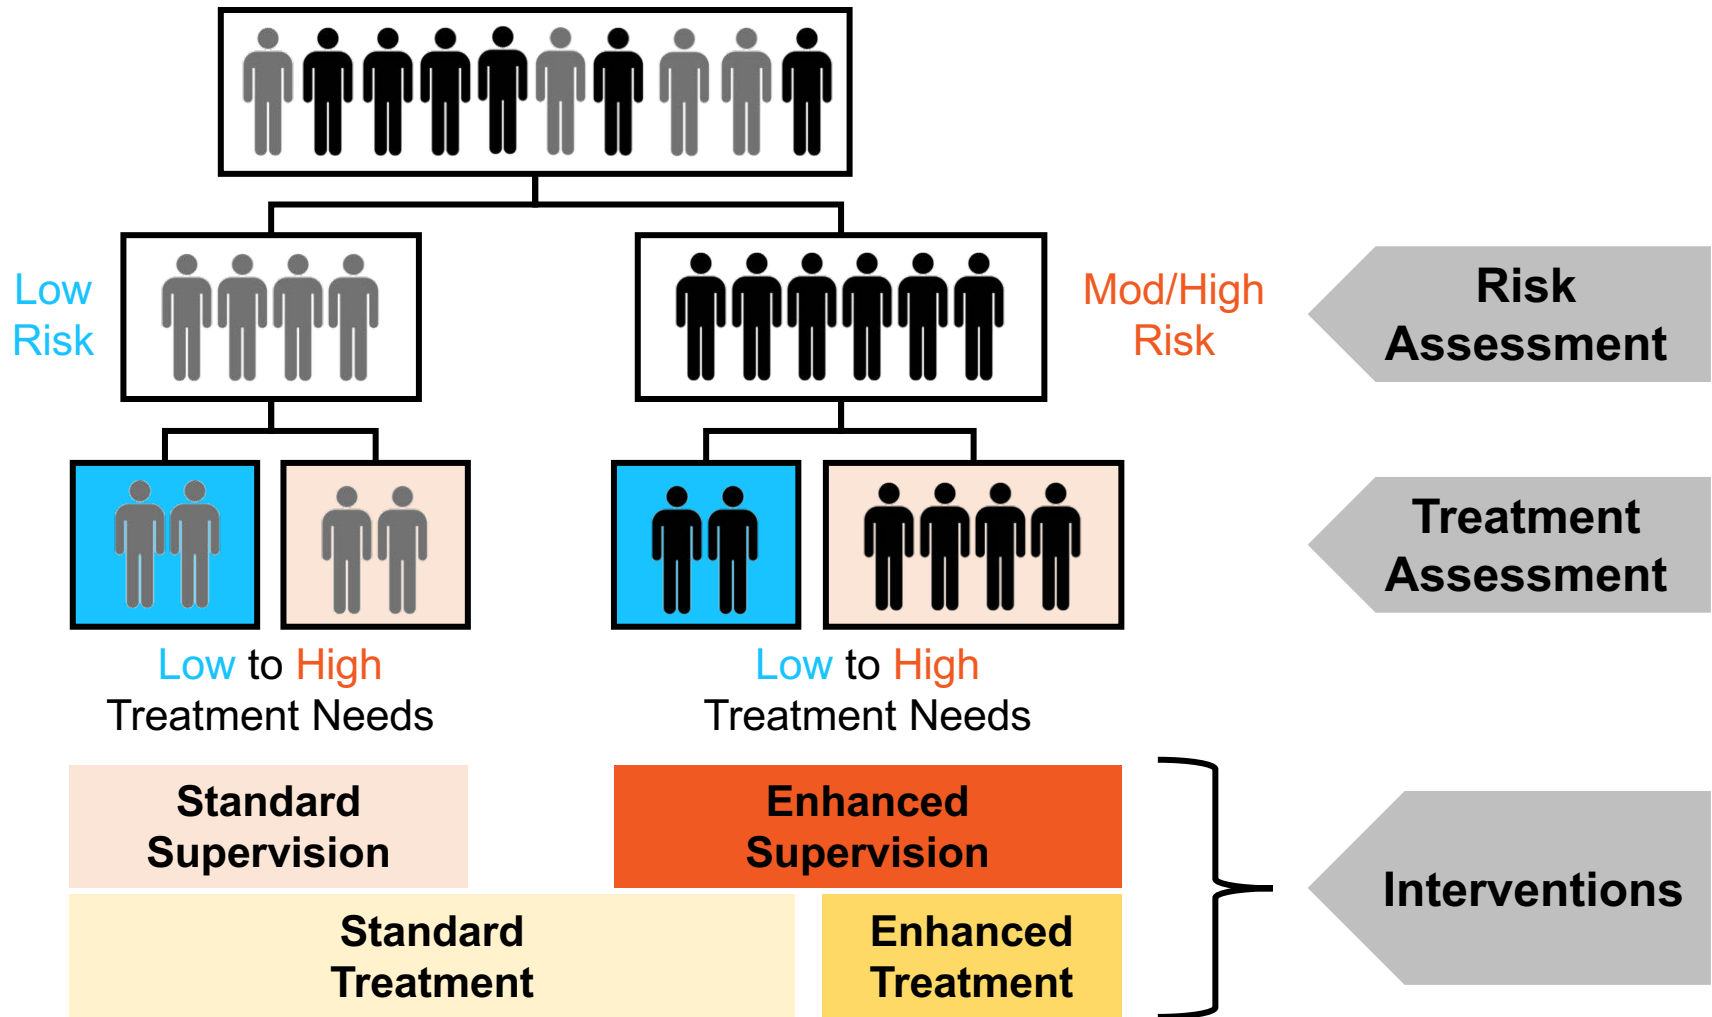 Low
Risk
Mod/High
Risk
Risk
Assessment
Treatment
Assessment
Low to High
Treatment Needs
Low to High
Treatment Needs
Standard
Supervision
Enhanced
Supervision
Standard
Treatment
Enhanced
Treatment
Interventions